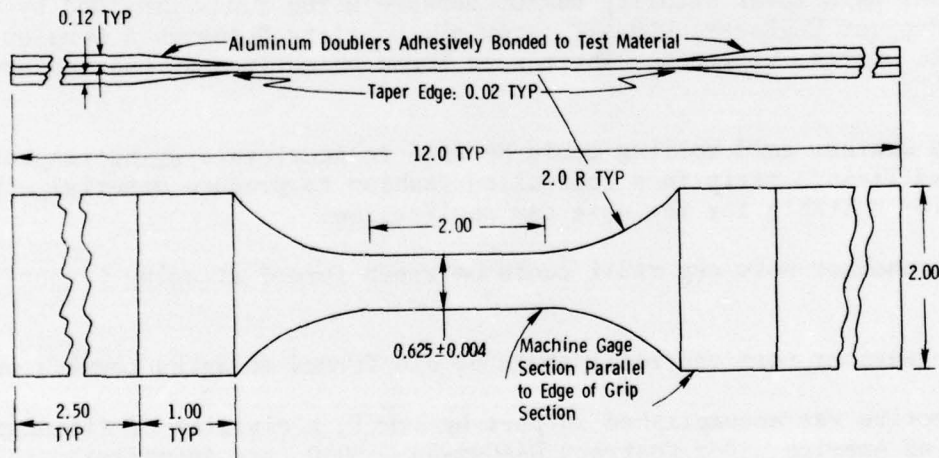 0.12 TYP
Aluminum Doublers Adhesively Bonded to Test Material
Taper Edge: 0.02 TYP
12.0 TYP
2.0 R TYP
2.00
2.00
0.625±0.004
Machine Gage
Section Parallel
to Edge of Grip
Section
2.50
TYP
1.00
TYP